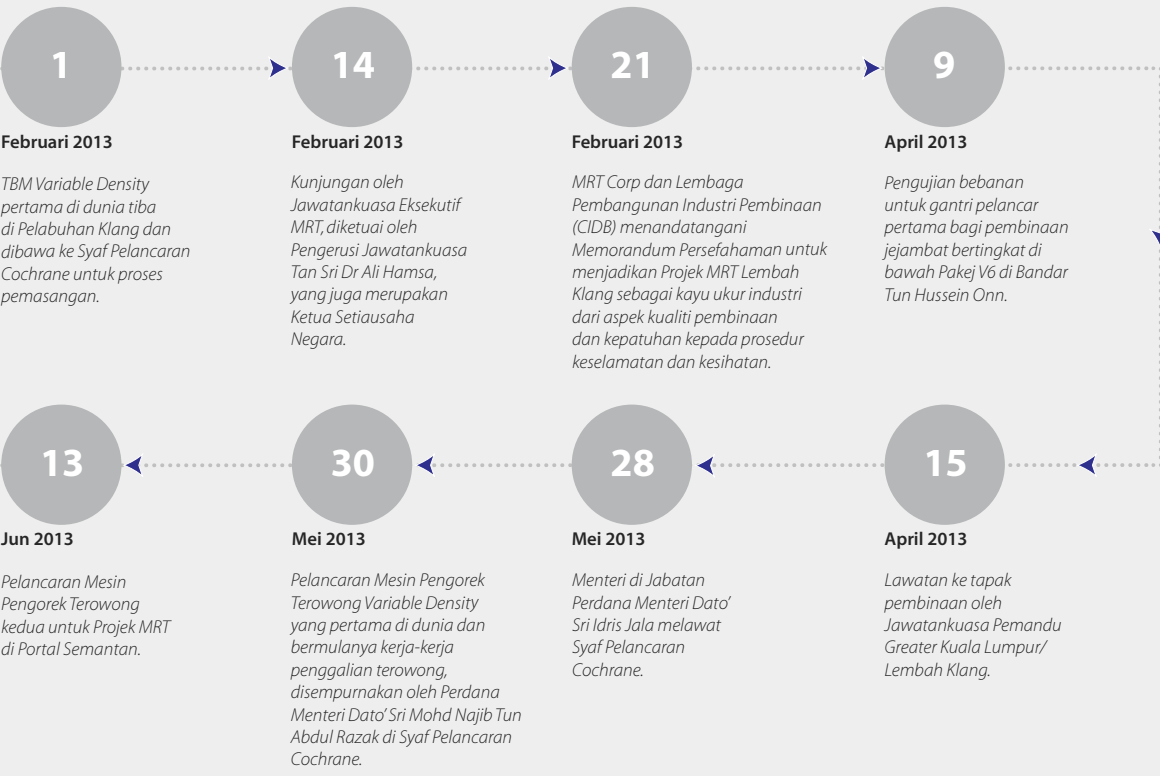 1
Februari 2013
TBM Variable Density
pertama di dunia tiba
di Pelabuhan Klang dan
dibawa ke Syaf Pelancaran
Cochrane untuk proses
pemasangan.
14
Februari 2013
Kunjungan oleh
Jawatankuasa Eksekutif
MRT, diketuai oleh
Pengerusi Jawatankuasa
Tan Sri Dr Ali Hamsa,
yang juga merupakan
Ketua Setiausaha
Negara.
21
Februari 2013
MRT Corp dan Lembaga
Pembangunan Industri Pembinaan
(CIDB) menandatangani
Memorandum Persefahaman untuk
menjadikan Projek MRT Lembah
Klang sebagai kayu ukur industri
dari aspek kualiti pembinaan
dan kepatuhan kepada prosedur
keselamatan dan kesihatan.
9
April 2013
Pengujian bebanan
untuk gantri pelancar
pertama bagi pembinaan
jejambat bertingkat di
bawah Pakej V6 di Bandar
Tun Hussein Onn.
15
April 2013
Lawatan ke tapak
pembinaan oleh
Jawatankuasa Pemandu
Greater Kuala Lumpur/
Lembah Klang.
28
Mei 2013
Menteri di Jabatan
Perdana Menteri Dato’
Sri Idris Jala melawat
Syaf Pelancaran
Cochrane.
30
Mei 2013
Pelancaran Mesin Pengorek
Terowong Variable Density
yang pertama di dunia dan
bermulanya kerja-kerja
penggalian terowong,
disempurnakan oleh Perdana
Menteri Dato’ Sri Mohd Najib Tun
Abdul Razak di Syaf Pelancaran
Cochrane.
13
Jun 2013
Pelancaran Mesin
Pengorek Terowong
kedua untuk Projek MRT
di Portal Semantan.